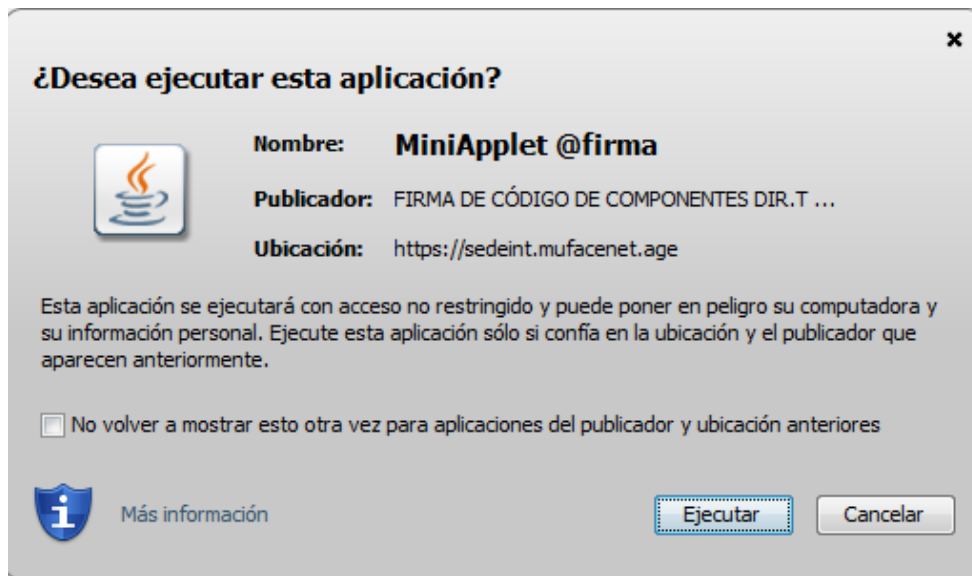 ¿Desea ejecutar esta aplicación?
Nombre: MiniApplet @firma
Publicador: FIRMA DE CÓDIGO DE COMPONENTES DIR.T ...
Ubicación: https://sedeint.mufacenet.age
Esta aplicación se ejecutará con acceso no restringido y puede poner en peligro su computadora y
su información personal. Ejecute esta aplicación sólo si confía en la ubicación y el publicador que
aparecen anteriormente.
No volver a mostrar esto otra vez para aplicaciones del publicador y ubicación anteriores
Más información
Ejecutar
Cancelar